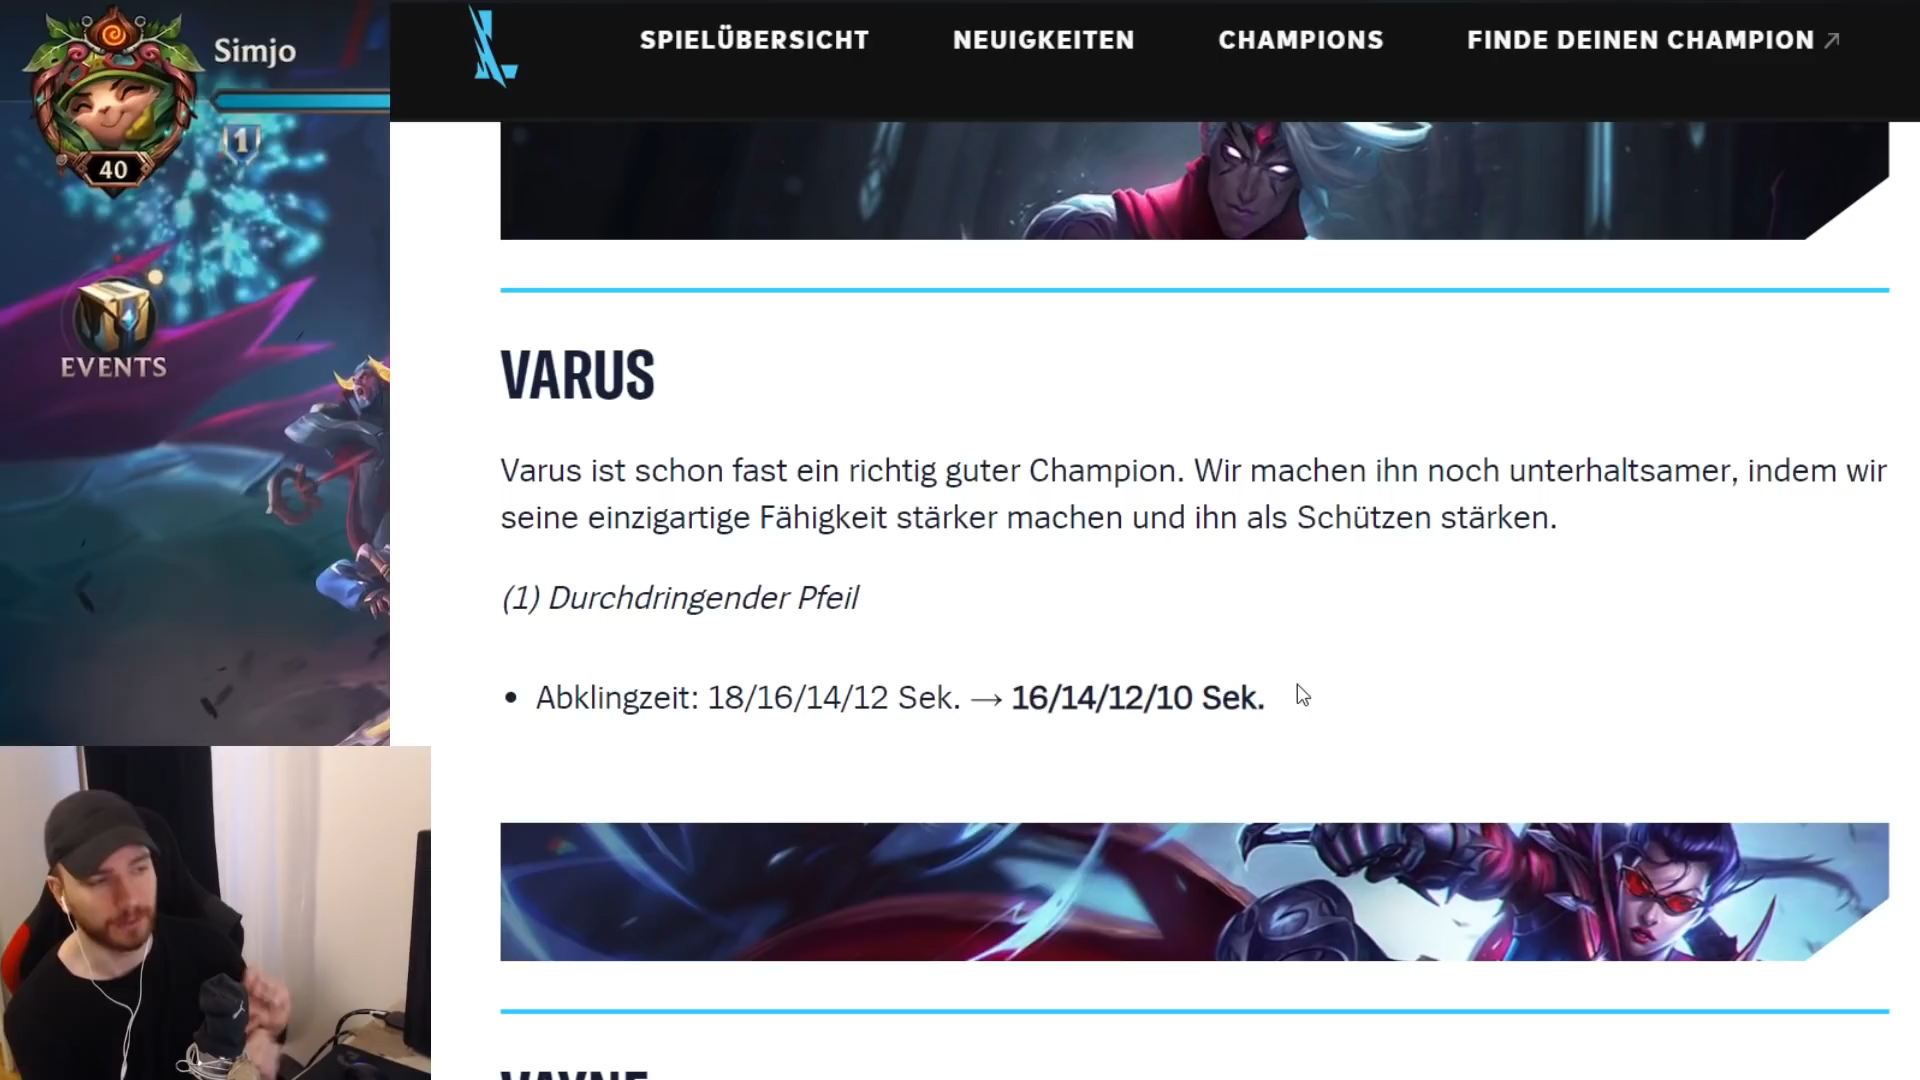 Simjo
1
40
EVENTS
SPIELÜBERSICHT NEUIGKEITEN CHAMPIONS FINDE DEINEN CHAMPION
VARUS
Varus ist schon fast ein richtig guter Champion. Wir machen ihn noch unterhaltsamer, indem wir
seine einzigartige Fähigkeit stärker machen und ihn als Schützen stärken.
(1) Durchdringender Pfeil
• Abklingzeit: 18/16/14/12 Sek. → 16/14/12/10 Sek.
VAYNE